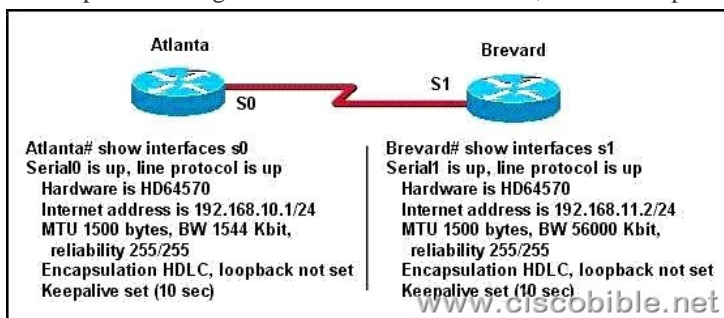 Atlanta
Brevard
S0
S1
Atlanta# show interfaces s0
Serial0 is up, line protocol is up
Hardware is HD64570
Internet address is 192.168.10.1/24
MTU 1500 bytes, BW 1544 Kbit,
reliability 255/255
Encapsulation HDLC, loopback not set
Keepalive set (10 sec)
Brevard# show interfaces s1
Serial1 is up, line protocol is up
Hardware is HD64570
Internet address is 192.168.11.2/24
MTU 1500 bytes, BW 56000 Kbit,
reliability 255/255
Encapsulation HDLC, loopback not set
Keepalive set (10 sec)
www.ciscobible.net